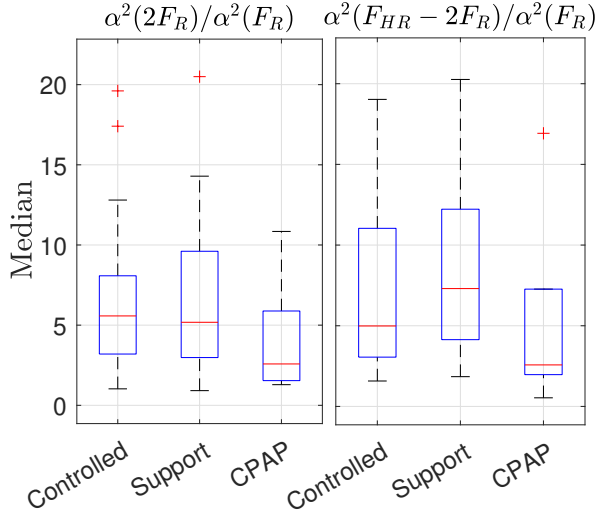 α²(2F_R)/α²(F_R)
α²(F_HR − 2F_R)/α²(F_R)
Median
20
15
10
5
0
Controlled
Support
CPAP
Controlled
Support
CPAP